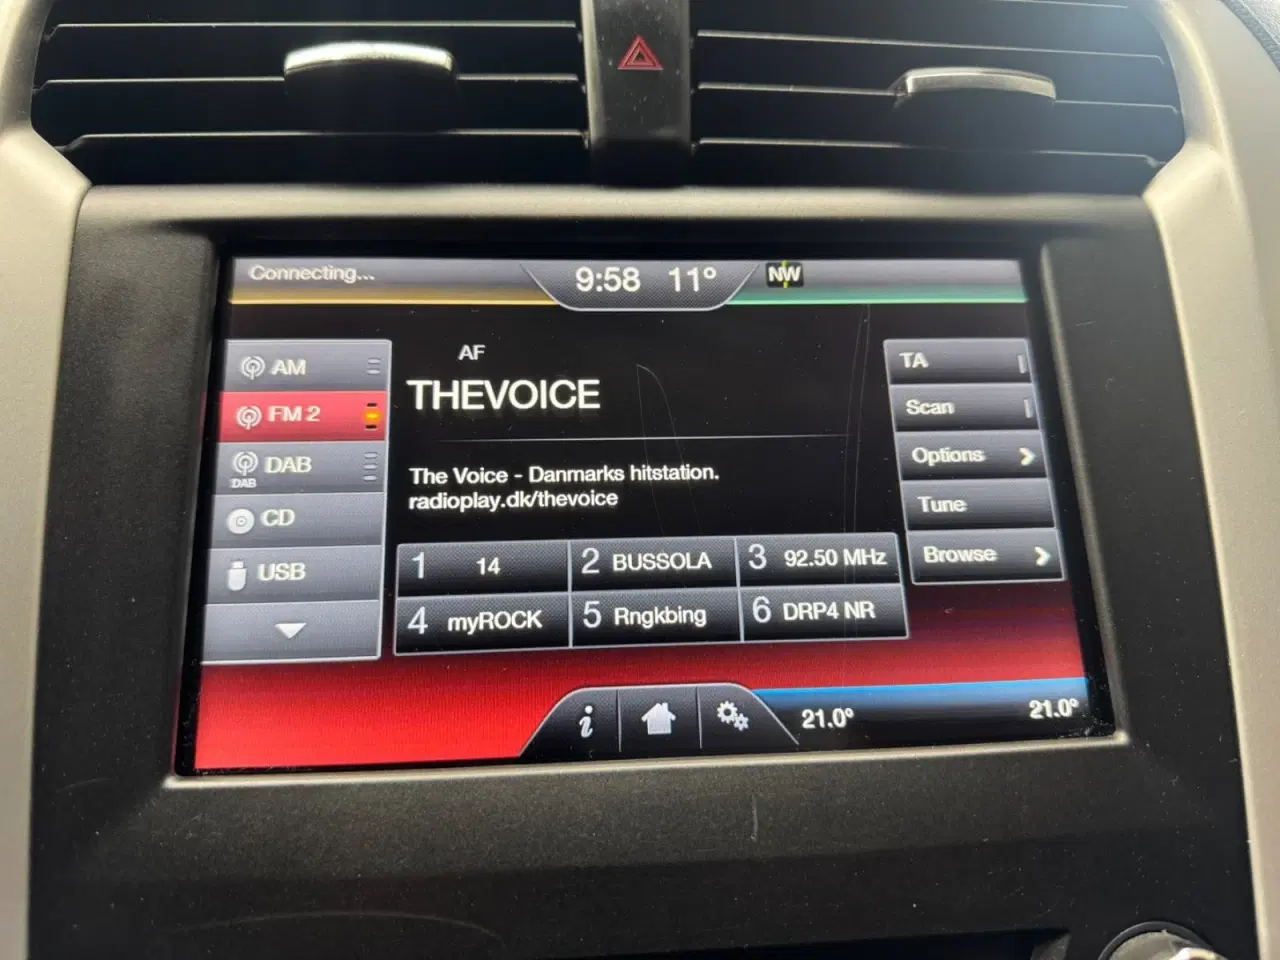 Connecting...
9:58 11° NW
AM
FM 2
DAB
DAB
CD
USB
AF
THEVOICE
The Voice - Danmarks hitstation.
radioplay.dk/thevoice
1 14
2 BUSSOLA
3 92.50 MHz
4 myROCK
5 Rngkbing
6 DRP4 NR
TA
Scan
Options
Tune
Browse
i
21.0°
21.0°